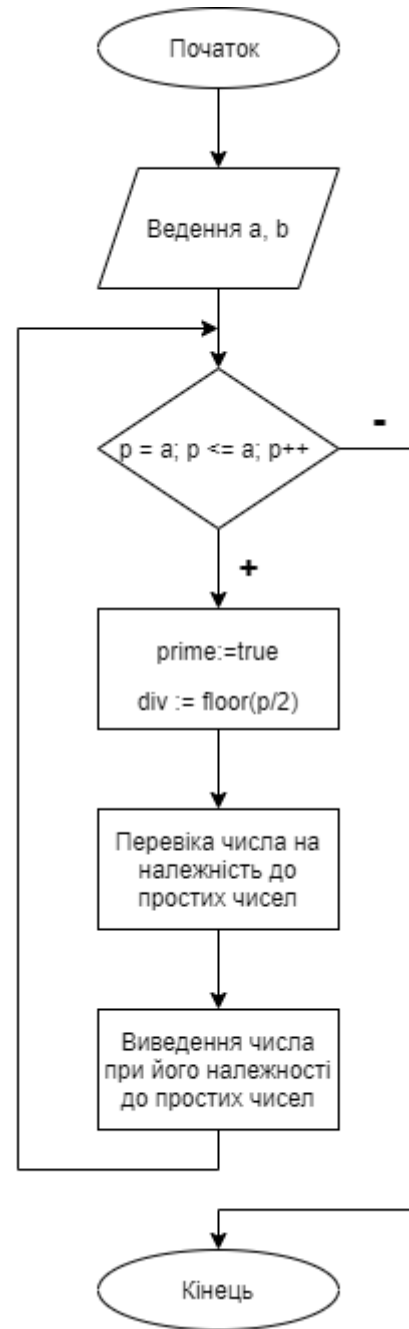 Початок
Ведення a, b
p = a; p <= a; p++
-
+
prime:=true
div := floor(p/2)
Перевіка числа на
належність до
простих чисел
Виведення числа
при його належності
до простих чисел
Кінець